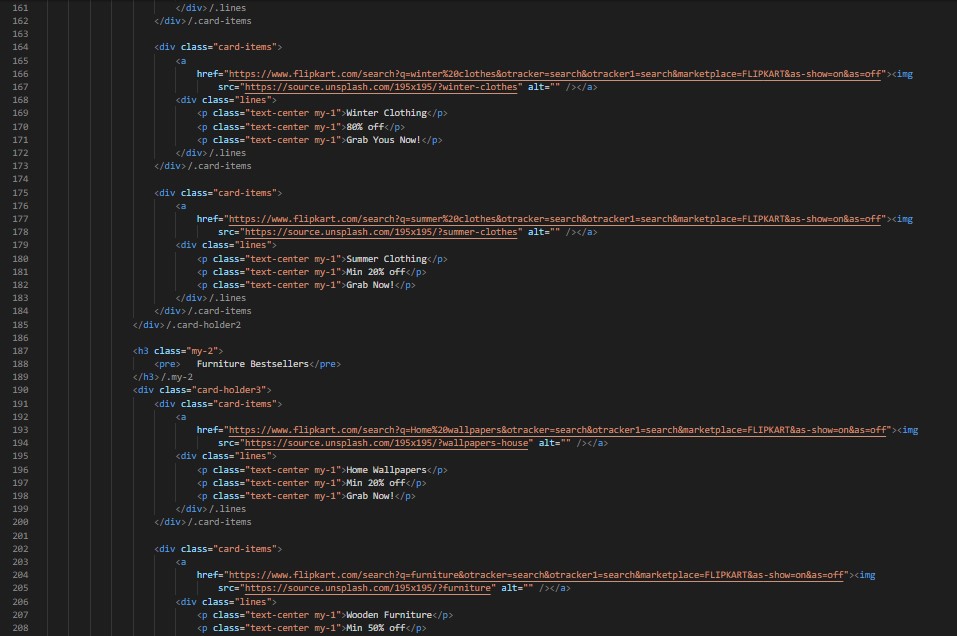 161 </div>/.lines
162 </div>/.card-items
163
164 <div class="card-items">
165 <a
166 href="https://www.flipkart.com/search?q=winter%20clothes&otracker=search&otracker1=search&marketplace=FLIPKART&as-show=on&as=off"><img
167 src="https://source.unsplash.com/195x195/?winter-clothes" alt="" /></a>
168 <div class="lines">
169 <p class="text-center my-1">Winter Clothing</p>
170 <p class="text-center my-1">80% off</p>
171 <p class="text-center my-1">Grab Yous Now!</p>
172 </div>/.lines
173 </div>/.card-items
174
175 <div class="card-items">
176 <a
177 href="https://www.flipkart.com/search?q=summer%20clothes&otracker=search&otracker1=search&marketplace=FLIPKART&as-show=on&as=off"><img
178 src="https://source.unsplash.com/195x195/?summer-clothes" alt="" /></a>
179 <div class="lines">
180 <p class="text-center my-1">Summer Clothing</p>
181 <p class="text-center my-1">Min 20% off</p>
182 <p class="text-center my-1">Grab Now!</p>
183 </div>/.lines
184 </div>/.card-items
185 </div>/.card-holder2
186
187 <h3 class="my-2">
188 <pre>   Furniture Bestsellers</pre>
189 </h3>/.my-2
190 <div class="card-holder3">
191 <div class="card-items">
192 <a
193 href="https://www.flipkart.com/search?q=Home%20wallpapers&otracker=search&otracker1=search&marketplace=FLIPKART&as-show=on&as=off"><img
194 src="https://source.unsplash.com/195x195/?wallpapers-house" alt="" /></a>
195 <div class="lines">
196 <p class="text-center my-1">Home Wallpapers</p>
197 <p class="text-center my-1">Min 20% off</p>
198 <p class="text-center my-1">Grab Now!</p>
199 </div>/.lines
200 </div>/.card-items
201
202 <div class="card-items">
203 <a
204 href="https://www.flipkart.com/search?q=furniture&otracker=search&otracker1=search&marketplace=FLIPKART&as-show=on&as=off"><img
205 src="https://source.unsplash.com/195x195/?furniture" alt="" /></a>
206 <div class="lines">
207 <p class="text-center my-1">Wooden Furniture</p>
208 <p class="text-center my-1">Min 50% off</p>